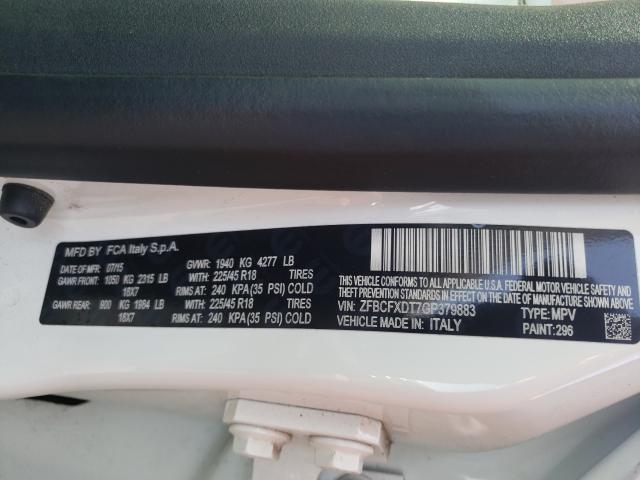 MFD BY FCA Italy S.p.A.
DATE OF MFR: 07/15 GVWR: 1940 KG 4277 LB
GAWR FRONT: 1050 KG 2315 LB WITH: 225/45 R18 TIRES
18X7 RIMS AT: 240 KPA (35 PSI) COLD
GAWR REAR: 900 KG 1984 LB WITH: 225/45 R18 TIRES
18X7 RIMS AT: 240 KPA(35 PSI) COLD
THIS VEHICLE CONFORMS TO ALL APPLICABLE U.S.A. FEDERAL MOTOR VEHICLE SAFETY
BUMPER AND THEFT PREVENTION STANDARDS IN EFFECT ON THE DATE OF MFR SHOWN ABOVE
VIN: ZFBCFXDT7GP379883 TYPE: MPV
VEHICLE MADE IN: ITALY PAINT: 296